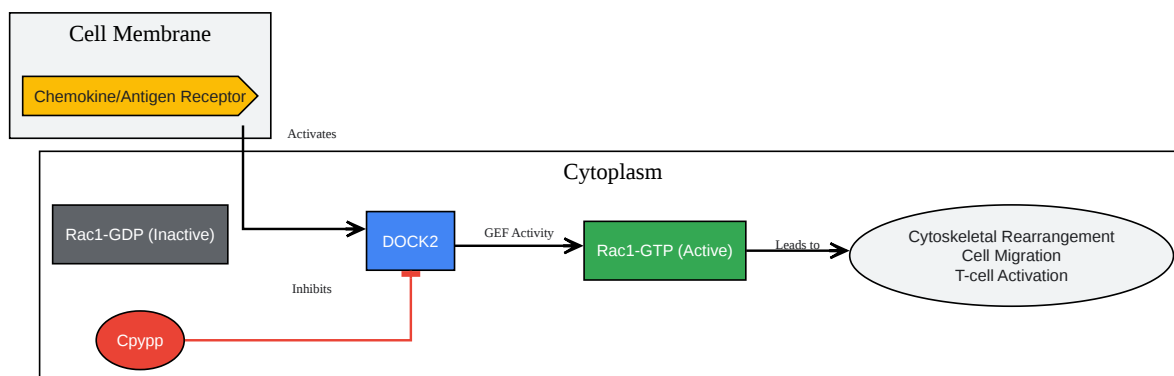 Cell Membrane
Chemokine/Antigen Receptor
Activates
Cytoplasm
Rac1-GDP (Inactive)
DOCK2
GEF Activity
Rac1-GTP (Active)
Leads to
Cytoskeletal Rearrangement
Cell Migration
T-cell Activation
Inhibits
Cpypp